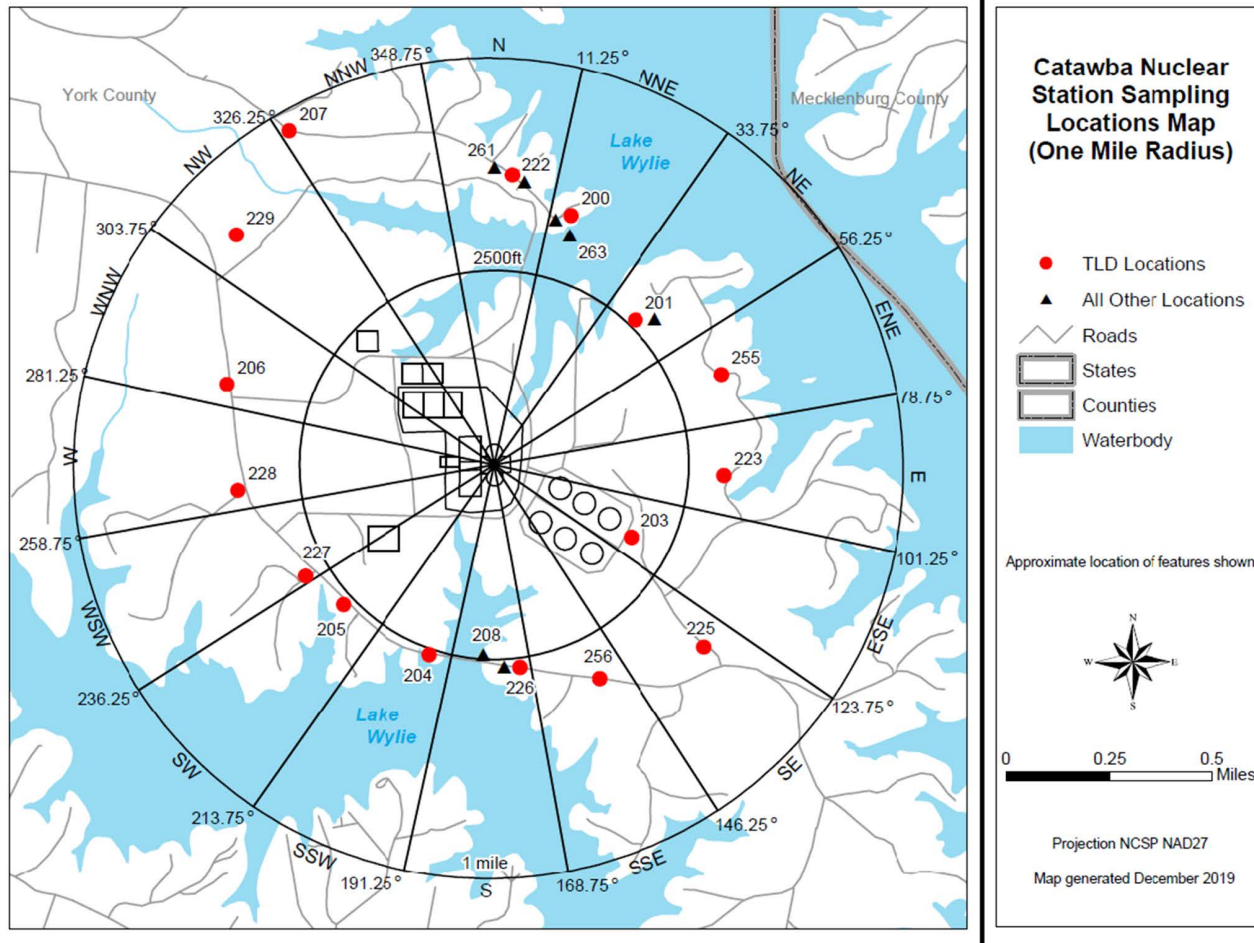 N
348.75°
11.25°
NNW
NNE
York County
Mecklenburg County
326.25°
207
33.75°
261
222
Lake
Wylie
NW
NE
200
229
263
303.75°
56.25°
2500ft
WNW
201
ENE
206
255
281.25°
78.75°
W
228
223
E
203
258.75°
101.25°
227
WSW
205
208
225
ESE
204
226
256
236.25°
123.75°
Lake
Wylie
SW
SE
213.75°
146.25°
SSW
SSE
1 mile
191.25°
S
168.75°
Catawba Nuclear
Station Sampling
Locations Map
(One Mile Radius)
TLD Locations
All Other Locations
Roads
States
Counties
Waterbody
Approximate location of features shown
N
W
E
S
0
0.25
0.5
Miles
Projection NCSP NAD27
Map generated December 2019